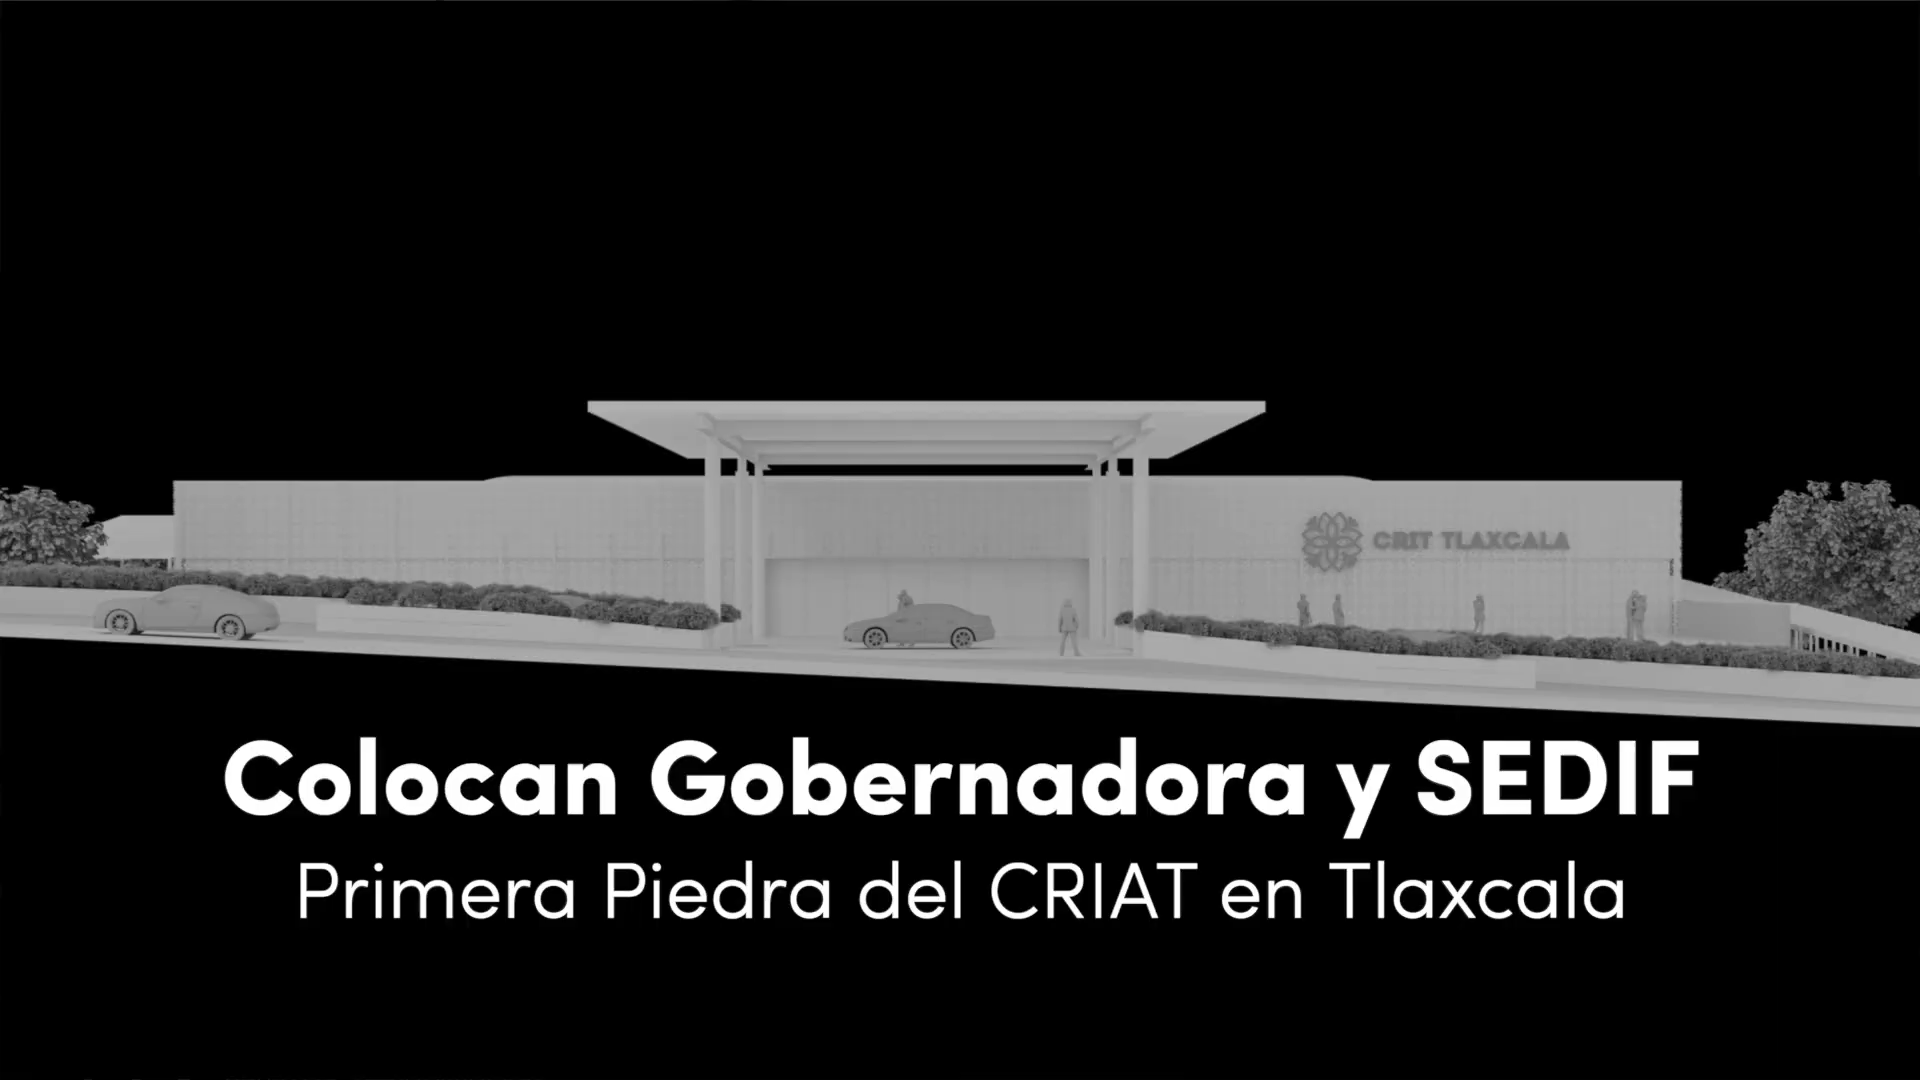 CRIT TLAXCALA
Colocan Gobernadora y SEDIF
Primera Piedra del CRIAT en Tlaxcala